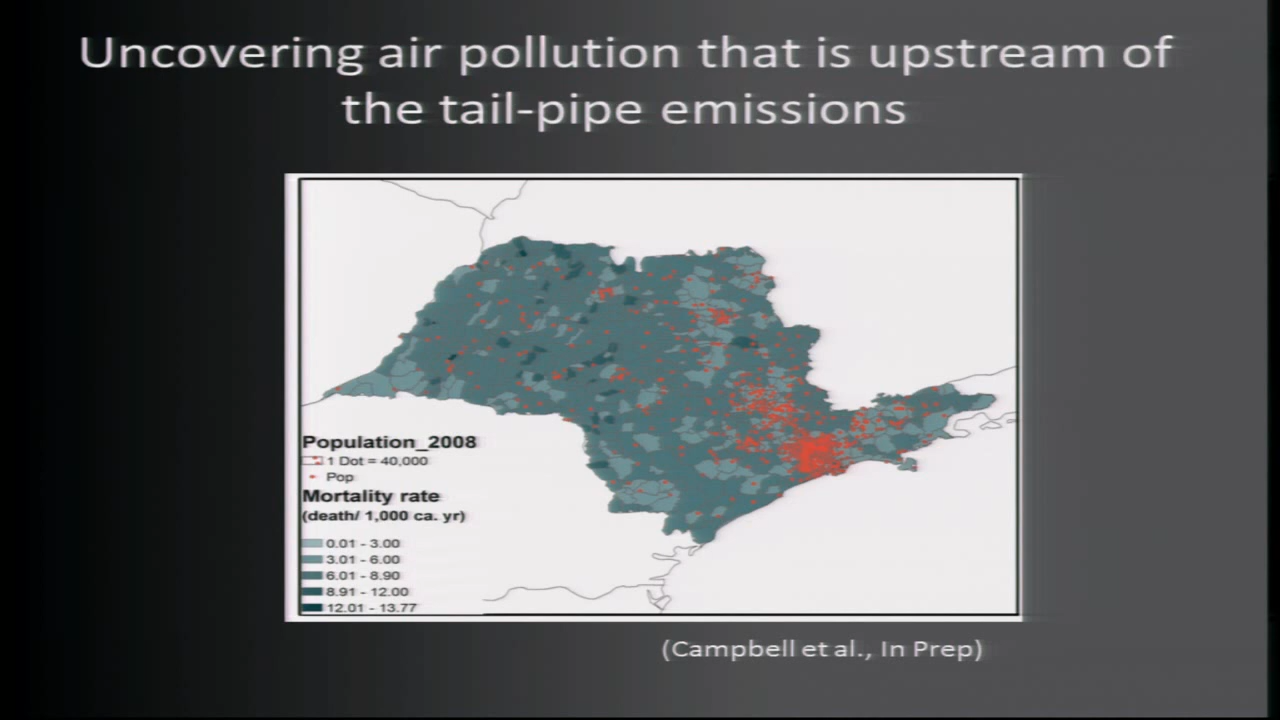 Uncovering air pollution that is upstream of
the tail-pipe emissions
Population_2008
1 Dot = 40,000
Pop
Mortality rate
(death/ 1,000 ca. yr)
0.01 - 3.00
3.01 - 6.00
6.01 - 8.90
8.91 - 12.00
12.01 - 13.77
(Campbell et al., In Prep)